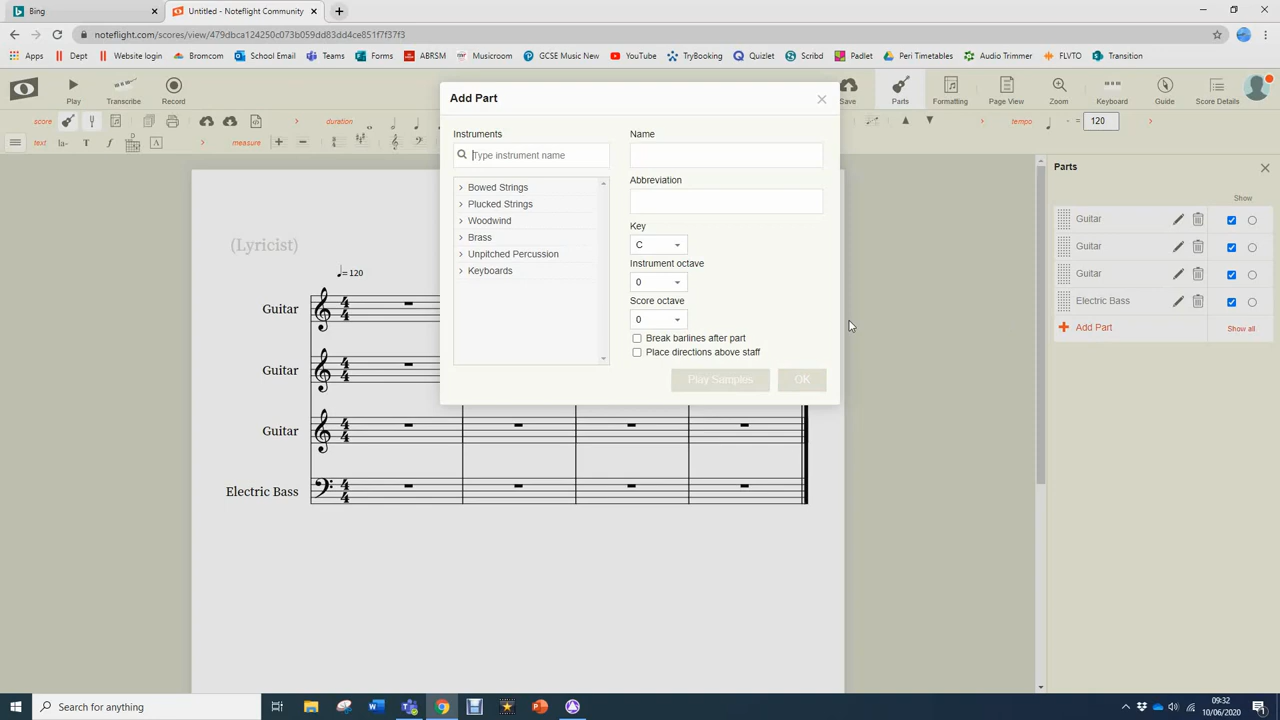 Bing
Untitled - Noteflight Community
noteflight.com/scores/view/479dbca124250c073b059dd83dd4ce851f7f37f3
Apps Dept Website login Bromcom School Email Teams Forms ABRSM Musicroom GCSE Music New YouTube TryBooking Quizlet Scribd Padlet Peri Timetables Audio Trimmer FLVTO Transition
Play Transcribe Record Save Parts Formatting Page View Zoom Keyboard Guide Score Details
score duration tempo 120
text la- T A measure
Add Part
Instruments
Type instrument name
Bowed Strings
Plucked Strings
Woodwind
Brass
Unpitched Percussion
Keyboards
Name
Abbreviation
Key
C
Instrument octave
0
Score octave
0
Break barlines after part
Place directions above staff
Play Samples OK
(Lyricist)
=120
Guitar
Guitar
Guitar
Electric Bass
Parts
Show
Guitar
Guitar
Guitar
Electric Bass
Add Part Show all
Search for anything
09:32
10/06/2020